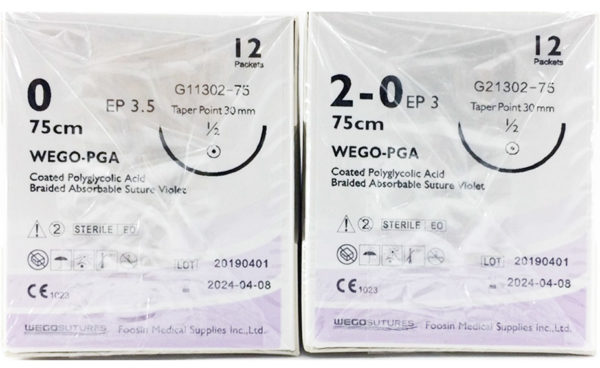 12
Packets
0 EP 3.5
G11302-75
Taper Point 30 mm
1/2
75cm
WEGO-PGA
Coated Polyglycolic Acid
Braided Absorbable Suture Violet
2 STERILE EO
LOT 20190401
2024-04-08
CE 1023
WEGOSUTURES Foosin Medical Supplies Inc.,Ltd.
12
Packets
2-0 EP 3
G21302-75
Taper Point 30 mm
1/2
75cm
WEGO-PGA
Coated Polyglycolic Acid
Braided Absorbable Suture Violet
2 STERILE EO
LOT 20190401
2024-04-08
CE 1023
WEGOSUTURES Foosin Medical Supplies Inc.,Ltd.